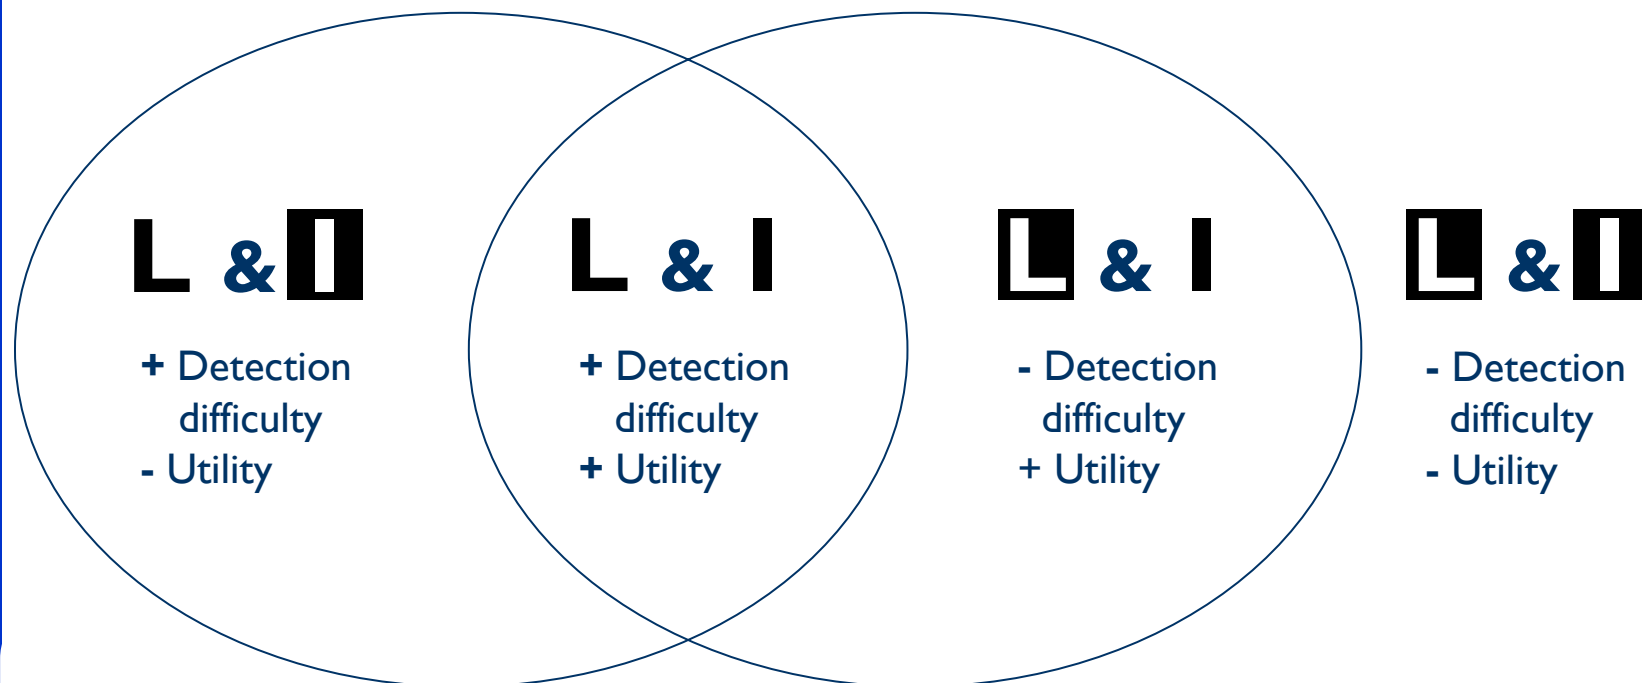 L & I
+ Detection
difficulty
- Utility
L & I
+ Detection
difficulty
+ Utility
L & I
- Detection
difficulty
+ Utility
L & I
- Detection
difficulty
- Utility